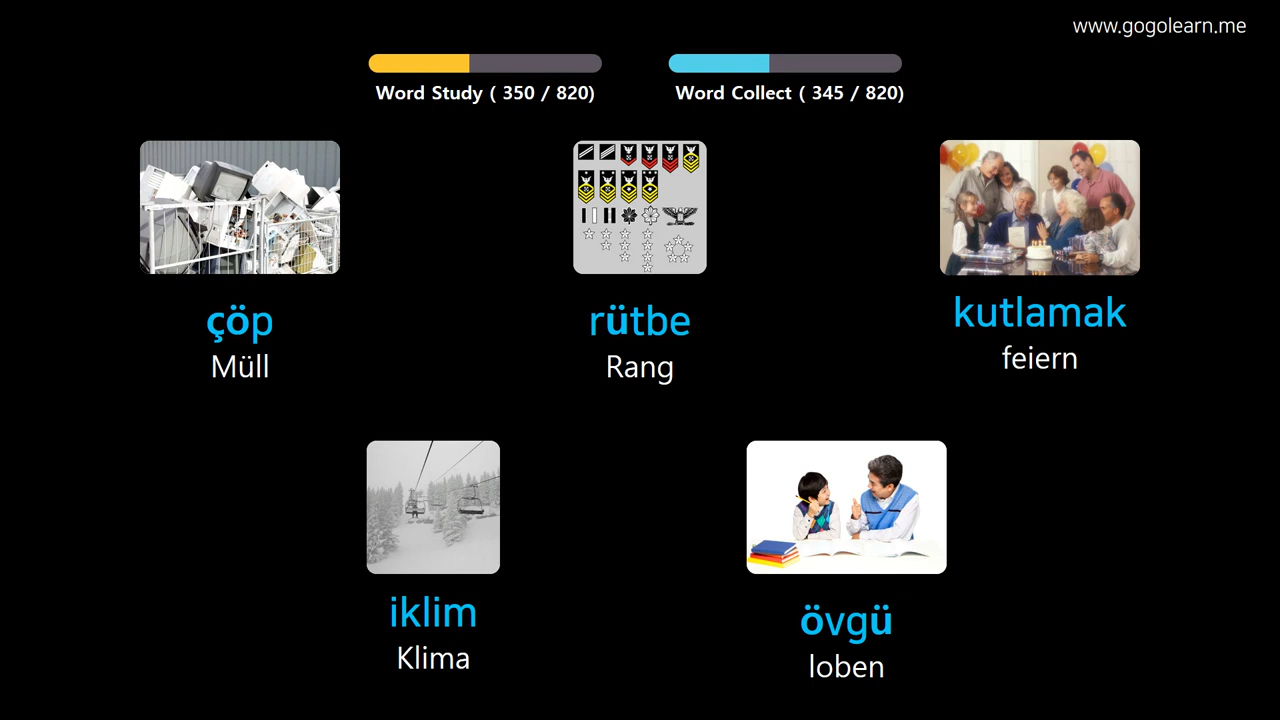 www.gogolearn.me
Word Study ( 350 / 820)
Word Collect ( 345 / 820)
çöp
Müll
rütbe
Rang
kutlamak
feiern
iklim
Klima
övgü
loben